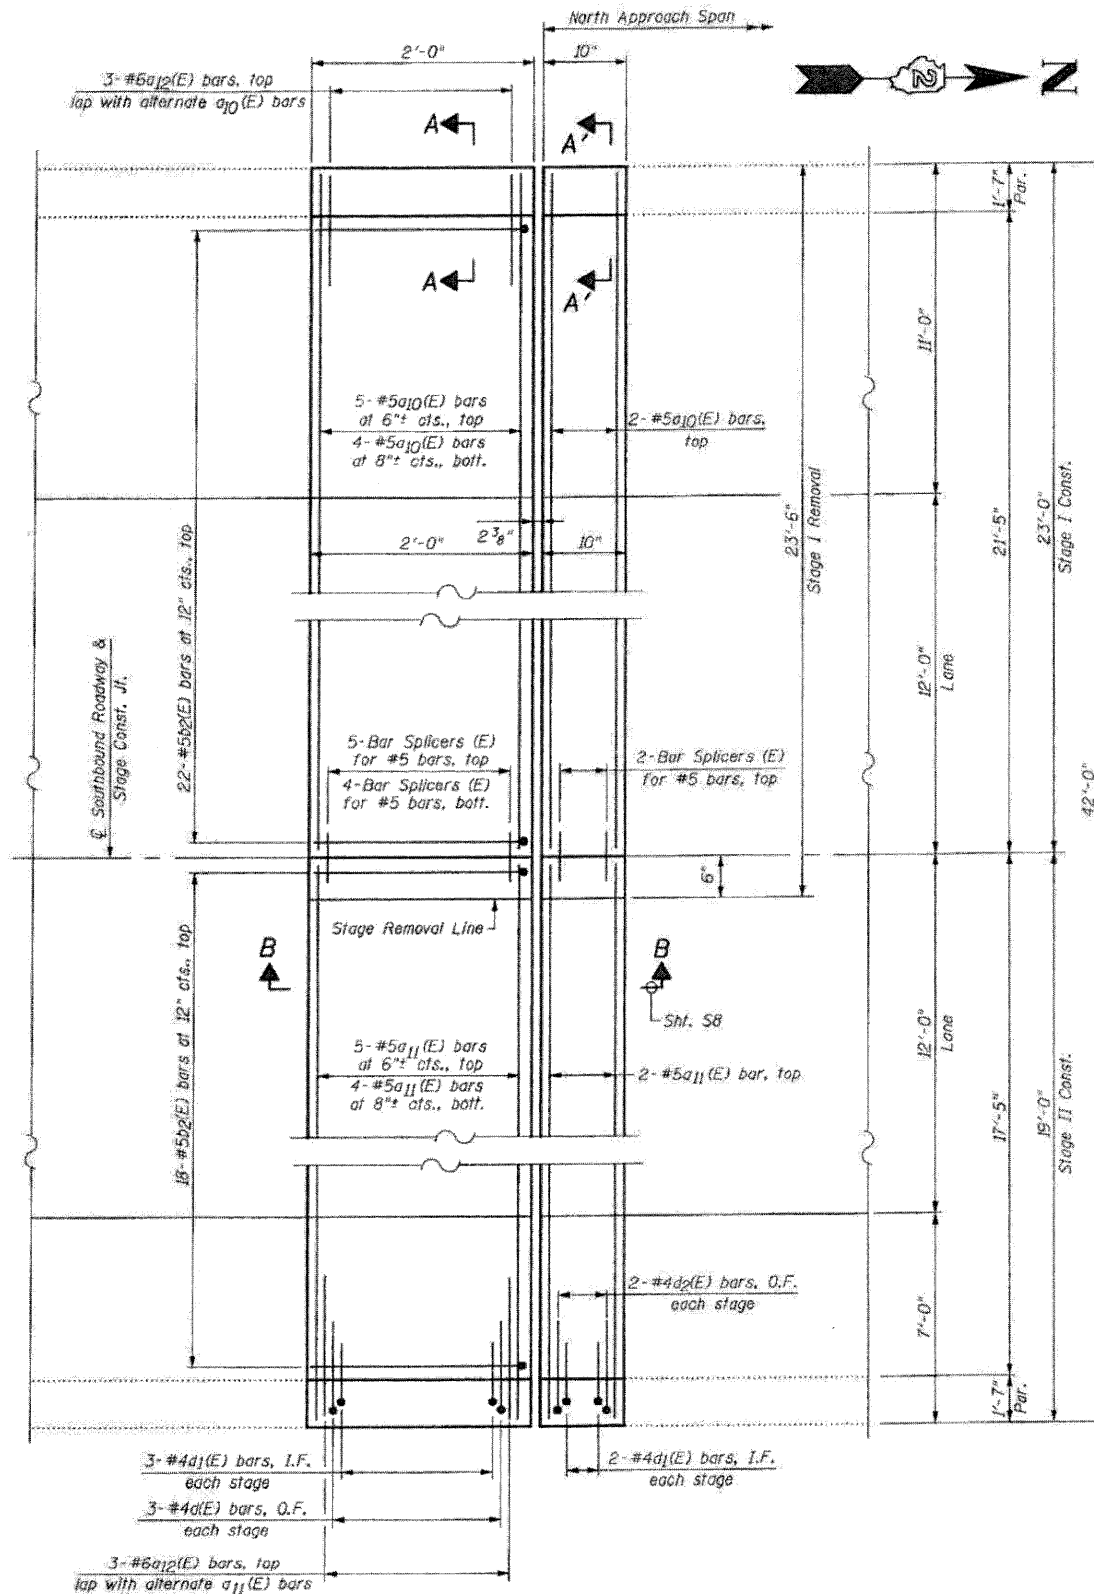 North Approach Span
2'-0"
10"
3-#6a12(E) bars, top
lap with alternate a10(E) bars
2
N
A
A'
1'-7"
Par.
A
A'
11'-0"
5-#5a10(E) bars
at 6"± cts., top
4-#5a10(E) bars
at 8"± cts., bott.
2-#5a10(E) bars,
top
23'-6"
Stage I Removal
21'-5"
23'-0"
Stage I Const.
2'-0"
2 3/8"
10"
22-#5b2(E) bars at 12" cts., top
℄ Southbound Roadway &
Stage Const. Jt.
12'-0"
Lane
5-Bar Splicers (E)
for #5 bars, top
4-Bar Splicers (E)
for #5 bars, bott.
2-Bar Splicers (E)
for #5 bars, top
42'-0"
6"
Stage Removal Line
B
B
Sht. S8
18-#5b2(E) bars at 12" cts., top
12'-0"
Lane
5-#5a11(E) bars
at 6"± cts., top
4-#5a11(E) bars
at 8"± cts., bott.
2-#5a11(E) bar, top
17'-5"
19'-0"
Stage II Const.
2-#4d2(E) bars, O.F.
each stage
7'-0"
1'-7"
Par.
3-#4d1(E) bars, I.F.
each stage
2-#4d1(E) bars, I.F.
each stage
3-#4d(E) bars, O.F.
each stage
3-#6a12(E) bars, top
lap with alternate a11(E) bars